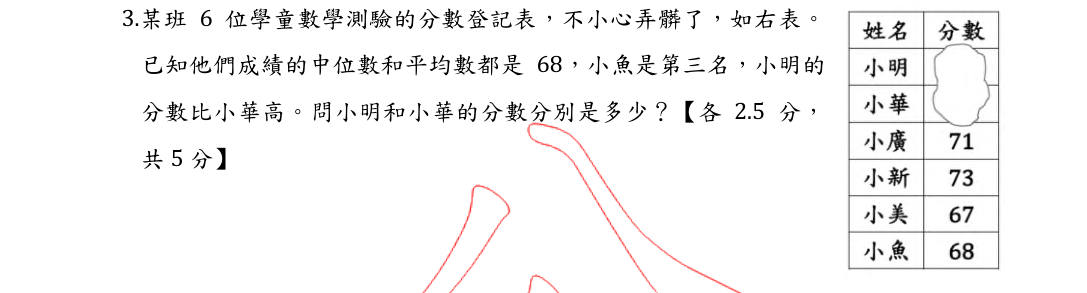 3.某班 6 位學童數學測驗的分數登記表，不小心弄髒了，如右表。
已知他們成績的中位數和平均數都是 68，小魚是第三名，小明的
分數比小華高。問小明和小華的分數分別是多少？【各 2.5 分，
共 5 分】
姓名 分數
小明
小華
小廣 71
小新 73
小美 67
小魚 68